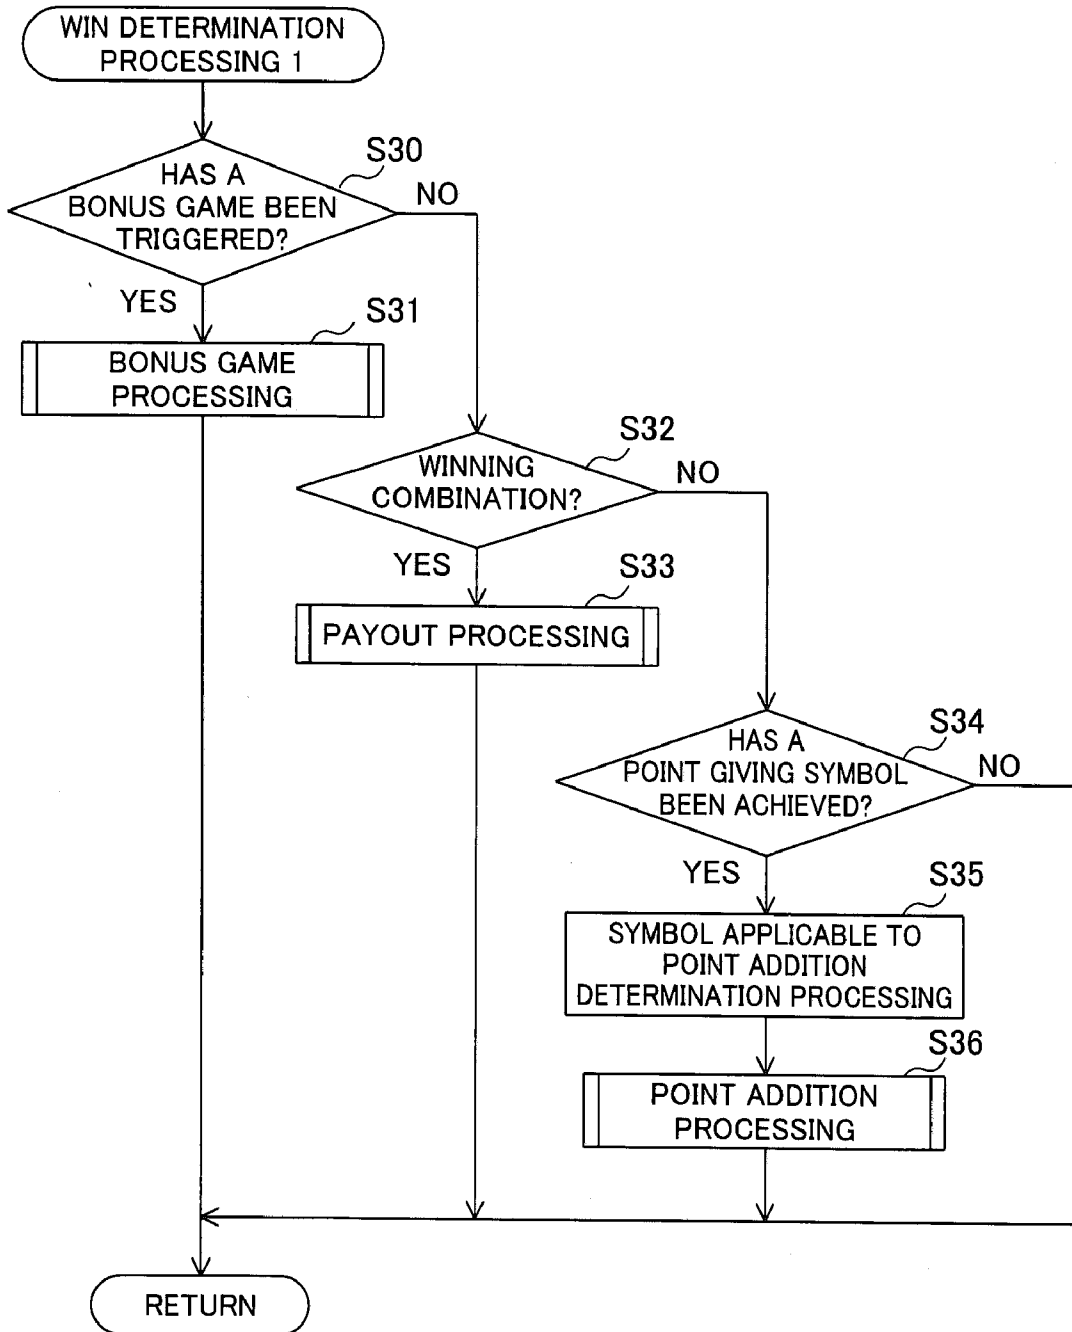 WIN DETERMINATION
PROCESSING 1
S30
HAS A
BONUS GAME BEEN
TRIGGERED?
NO
YES
S31
BONUS GAME
PROCESSING
S32
WINNING
COMBINATION?
NO
YES
S33
PAYOUT PROCESSING
S34
HAS A
POINT GIVING SYMBOL
BEEN ACHIEVED?
NO
YES
S35
SYMBOL APPLICABLE TO
POINT ADDITION
DETERMINATION PROCESSING
S36
POINT ADDITION
PROCESSING
RETURN